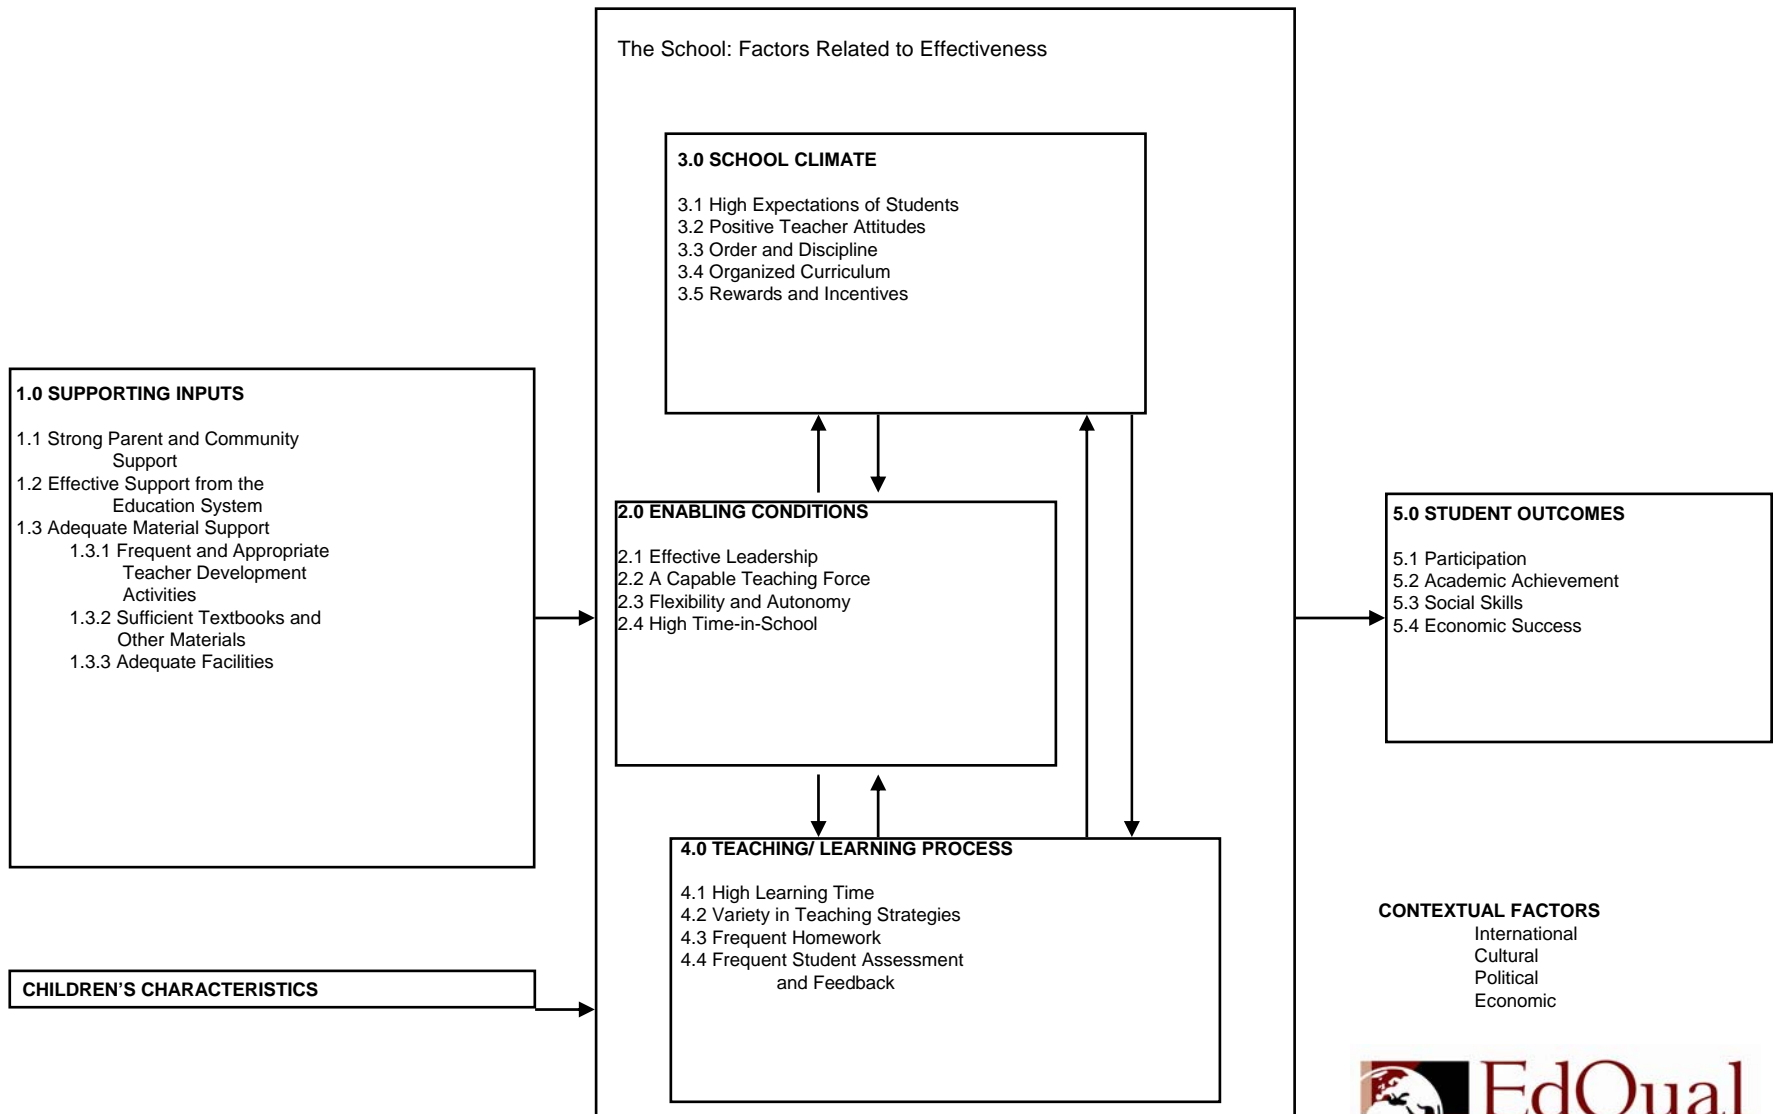 The School: Factors Related to Effectiveness
3.0 SCHOOL CLIMATE
3.1 High Expectations of Students
3.2 Positive Teacher Attitudes
3.3 Order and Discipline
3.4 Organized Curriculum
3.5 Rewards and Incentives
1.0 SUPPORTING INPUTS
1.1 Strong Parent and Community
Support
1.2 Effective Support from the
Education System
1.3 Adequate Material Support
1.3.1 Frequent and Appropriate
Teacher Development
Activities
1.3.2 Sufficient Textbooks and
Other Materials
1.3.3 Adequate Facilities
2.0 ENABLING CONDITIONS
2.1 Effective Leadership
2.2 A Capable Teaching Force
2.3 Flexibility and Autonomy
2.4 High Time-in-School
5.0 STUDENT OUTCOMES
5.1 Participation
5.2 Academic Achievement
5.3 Social Skills
5.4 Economic Success
4.0 TEACHING/ LEARNING PROCESS
4.1 High Learning Time
4.2 Variety in Teaching Strategies
4.3 Frequent Homework
4.4 Frequent Student Assessment
and Feedback
CHILDREN’S CHARACTERISTICS
CONTEXTUAL FACTORS
International
Cultural
Political
Economic
EdQual